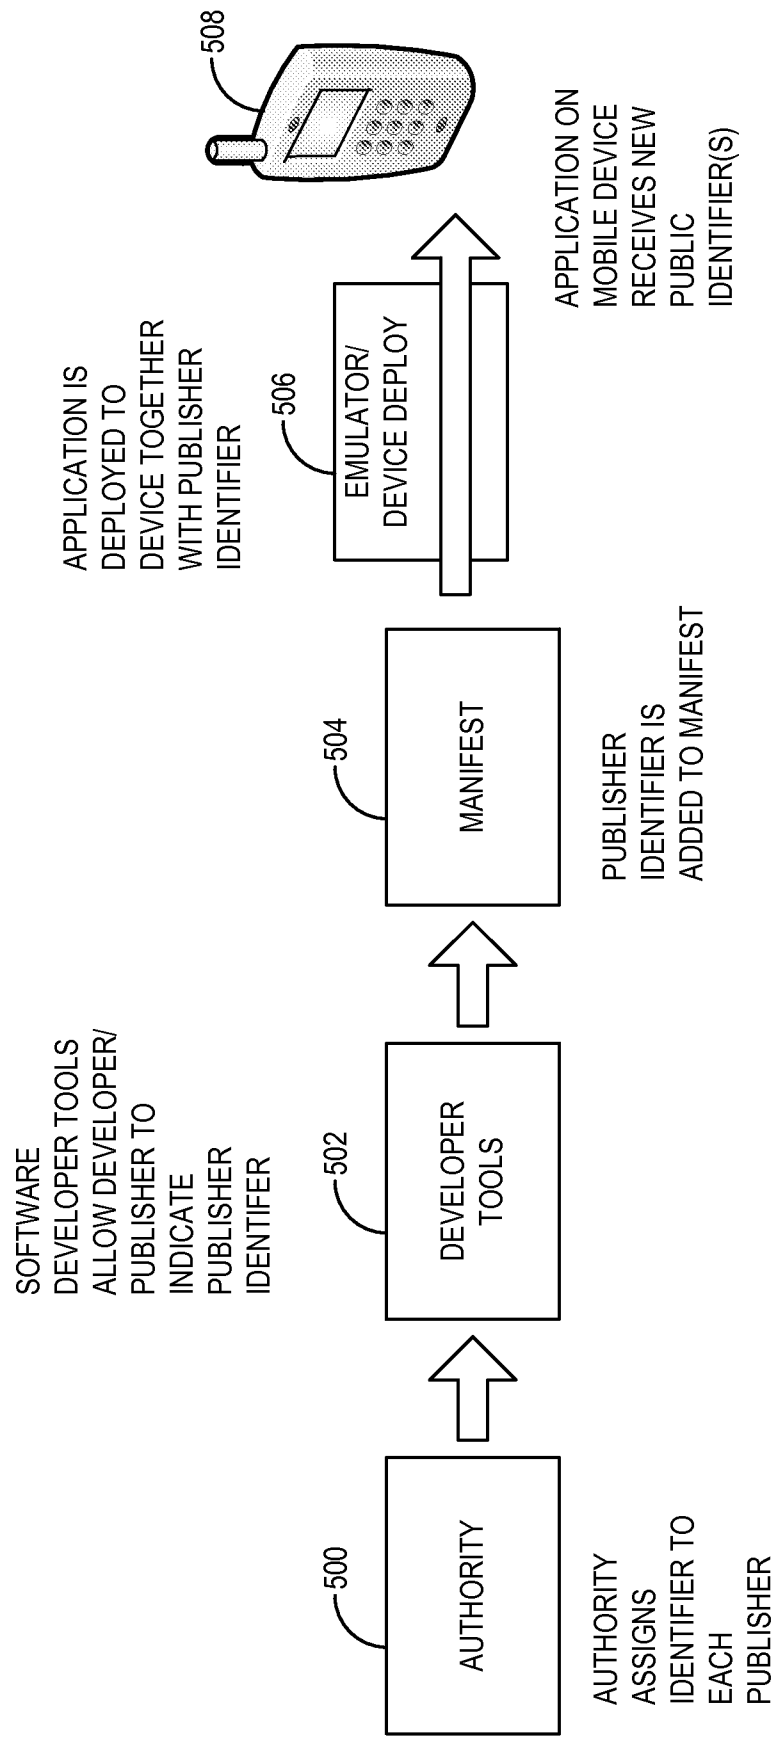 500
AUTHORITY
AUTHORITY
ASSIGNS
IDENTIFIER TO
EACH
PUBLISHER
SOFTWARE
DEVELOPER TOOLS
ALLOW DEVELOPER/
PUBLISHER TO
INDICATE
PUBLISHER
IDENTIFER
502
DEVELOPER
TOOLS
504
MANIFEST
PUBLISHER
IDENTIFIER IS
ADDED TO MANIFEST
APPLICATION IS
DEPLOYED TO
DEVICE TOGETHER
WITH PUBLISHER
IDENTIFIER
506
EMULATOR/
DEVICE DEPLOY
508
APPLICATION ON
MOBILE DEVICE
RECEIVES NEW
PUBLIC
IDENTIFIER(S)